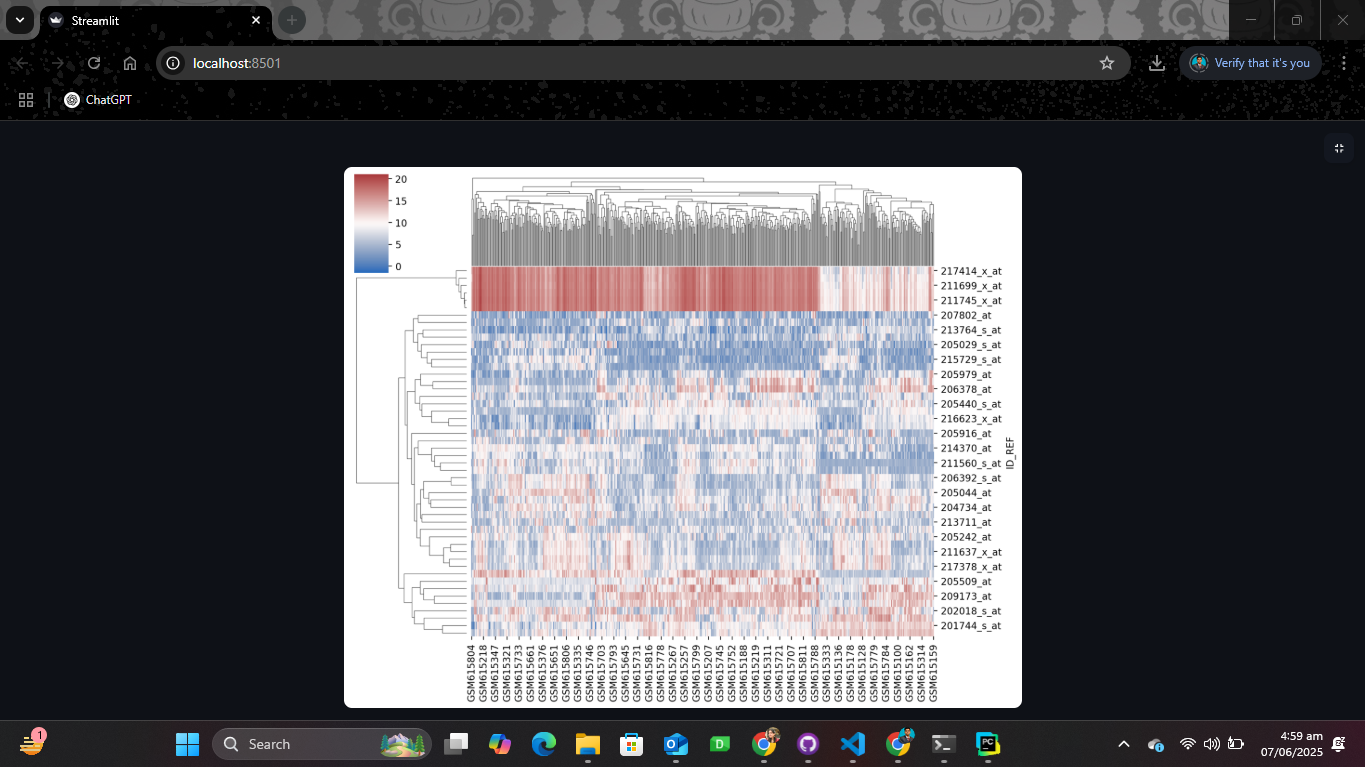 Streamlit
localhost:8501
Verify that it's you
ChatGPT
20
15
10
5
0
217414_x_at
211699_x_at
211745_x_at
207802_at
213764_s_at
205029_s_at
215729_s_at
205979_at
206378_at
205440_s_at
216623_x_at
205916_at
214370_at
211560_s_at
206392_s_at
205044_at
204734_at
213711_at
205242_at
211637_x_at
217378_x_at
205509_at
209173_at
202018_s_at
201744_s_at
ID_REF
GSM615804
GSM615218
GSM615347
GSM615321
GSM615733
GSM615661
GSM615376
GSM615651
GSM615806
GSM615335
GSM615746
GSM615703
GSM615793
GSM615645
GSM615731
GSM615816
GSM615778
GSM615267
GSM615257
GSM615799
GSM615207
GSM615745
GSM615752
GSM615188
GSM615219
GSM615311
GSM615721
GSM615707
GSM615811
GSM615788
GSM615333
GSM615136
GSM615178
GSM615128
GSM615779
GSM615784
GSM615100
GSM615162
GSM615314
GSM615159
1
Search
D
PC
4:59 am
07/06/2025